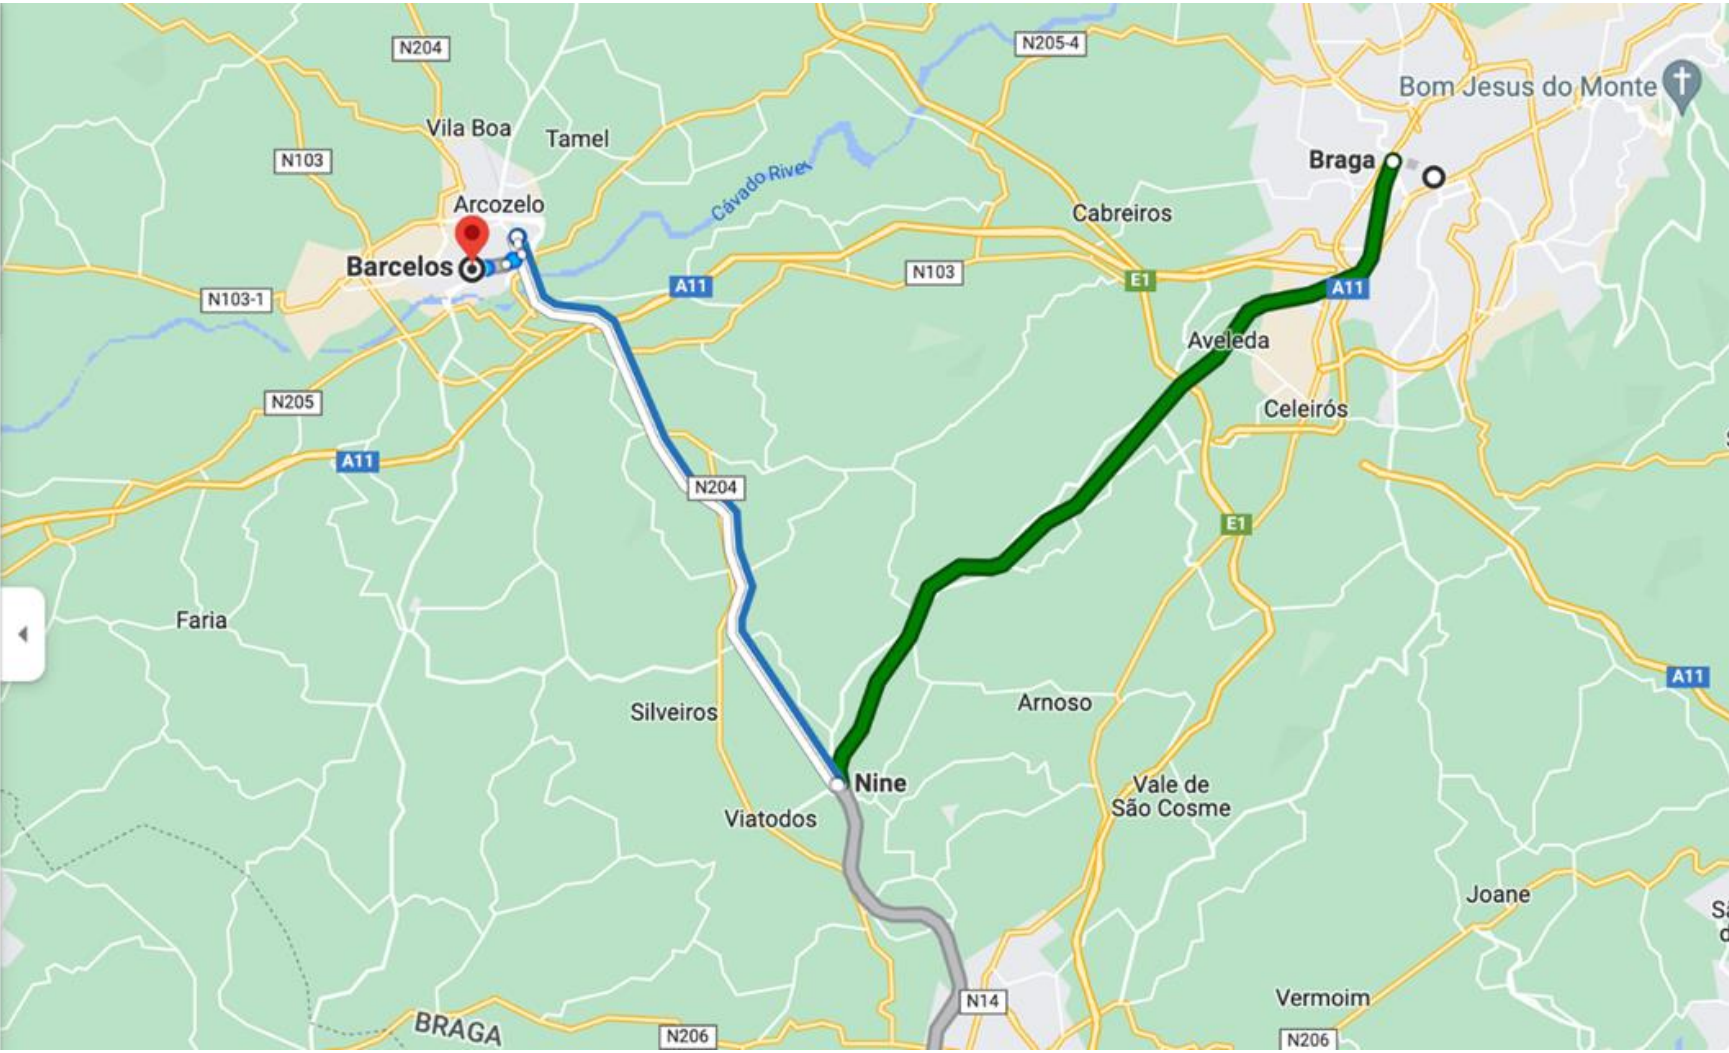 N204
N205-4
Bom Jesus do Monte
Vila Boa
Tamel
N103
Braga
Cávado River
Arcozelo
Cabreiros
Barcelos
N103
E1
A11
A11
N103-1
Aveleda
N205
Celeirós
A11
N204
E1
Faria
A11
Silveiros
Arnoso
Nine
Vale de
São Cosme
Viatodos
Joane
Vermoim
N14
BRAGA
N206
N206